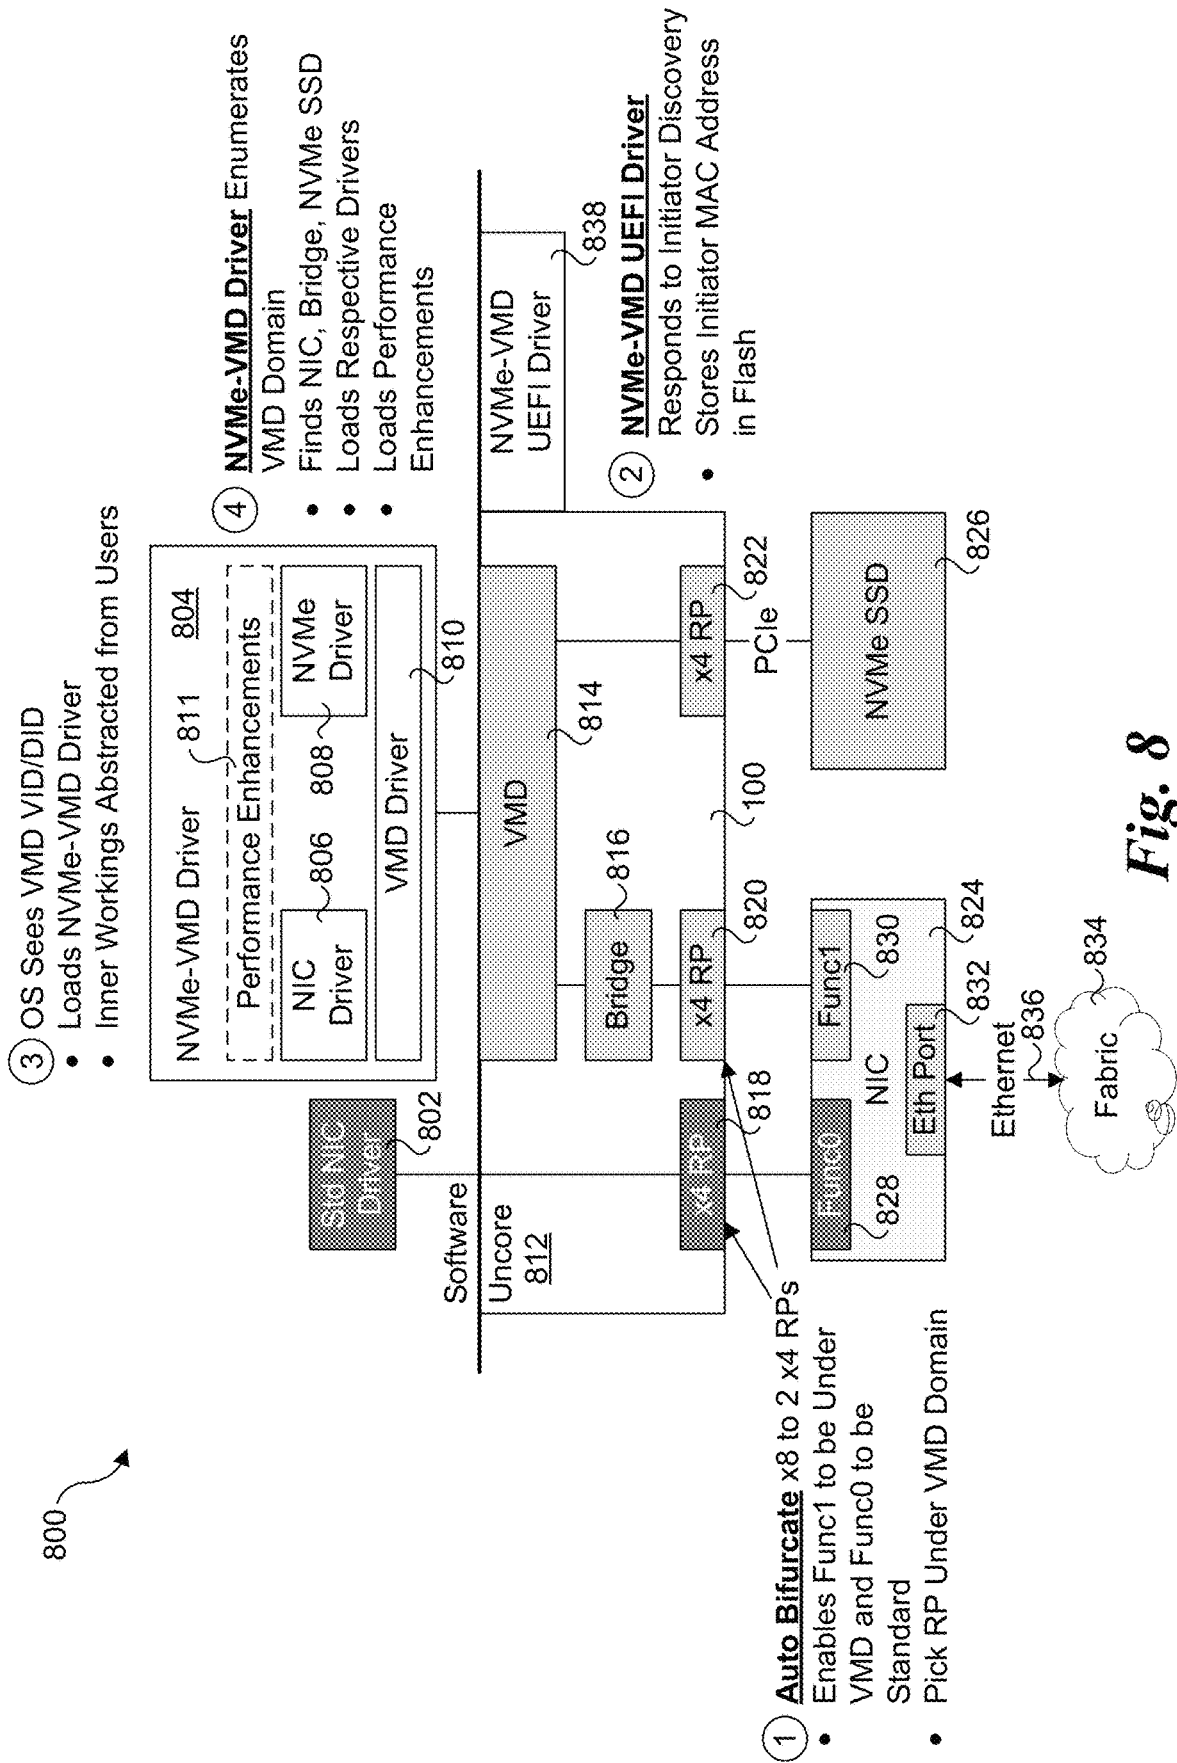 800
3 OS Sees VMD VID/DID
• Loads NVMe-VMD Driver
• Inner Workings Abstracted from Users
NVMe-VMD Driver
804
811
Performance Enhancements
NIC
Driver
806
808
NVMe
Driver
VMD Driver
810
Std NIC
Driver
802
4 NVMe-VMD Driver Enumerates
VMD Domain
• Finds NIC, Bridge, NVMe SSD
• Loads Respective Drivers
• Loads Performance
Enhancements
Software
Uncore
812
VMD
814
NVMe-VMD
UEFI Driver
838
Bridge
816
x4 RP
818
x4 RP
820
100
x4 RP
822
PCIe
2 NVMe-VMD UEFI Driver
Responds to Initiator Discovery
• Stores Initiator MAC Address
in Flash
1 Auto Bifurcate x8 to 2 x4 RPs
• Enables Func1 to be Under
VMD and Func0 to be
Standard
• Pick RP Under VMD Domain
Func0
828
Func1
830
NIC
824
Eth Port
832
NVMe SSD
826
Ethernet
836
Fabric
834
Fig. 8